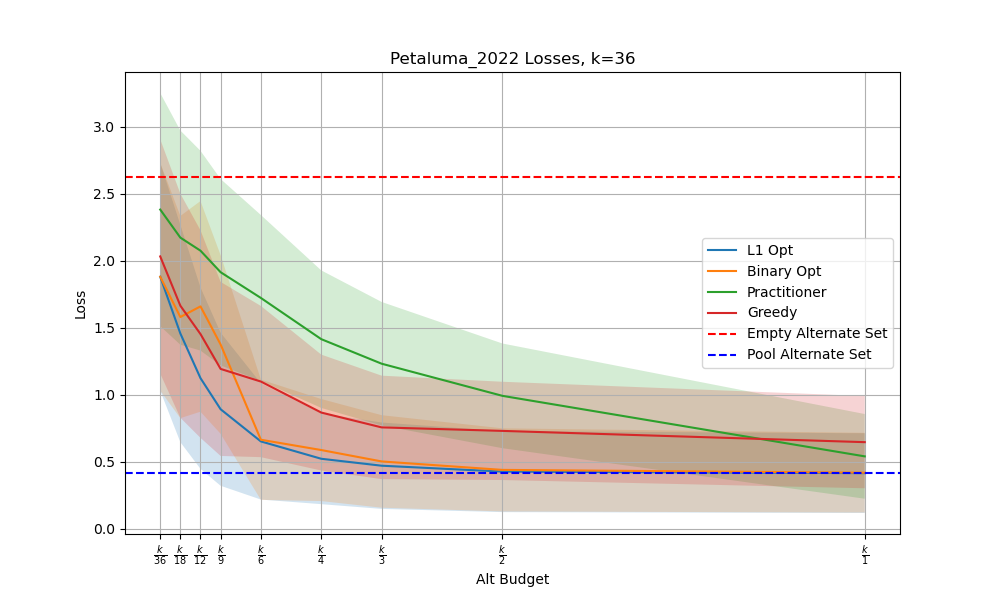 Petaluma_2022 Losses, k=36
Loss
3.0
2.5
2.0
1.5
1.0
0.5
0.0
L1 Opt
Binary Opt
Practitioner
Greedy
Empty Alternate Set
Pool Alternate Set
k/36 k/18 k/12 k/9 k/6 k/4 k/3 k/2 k/1
Alt Budget